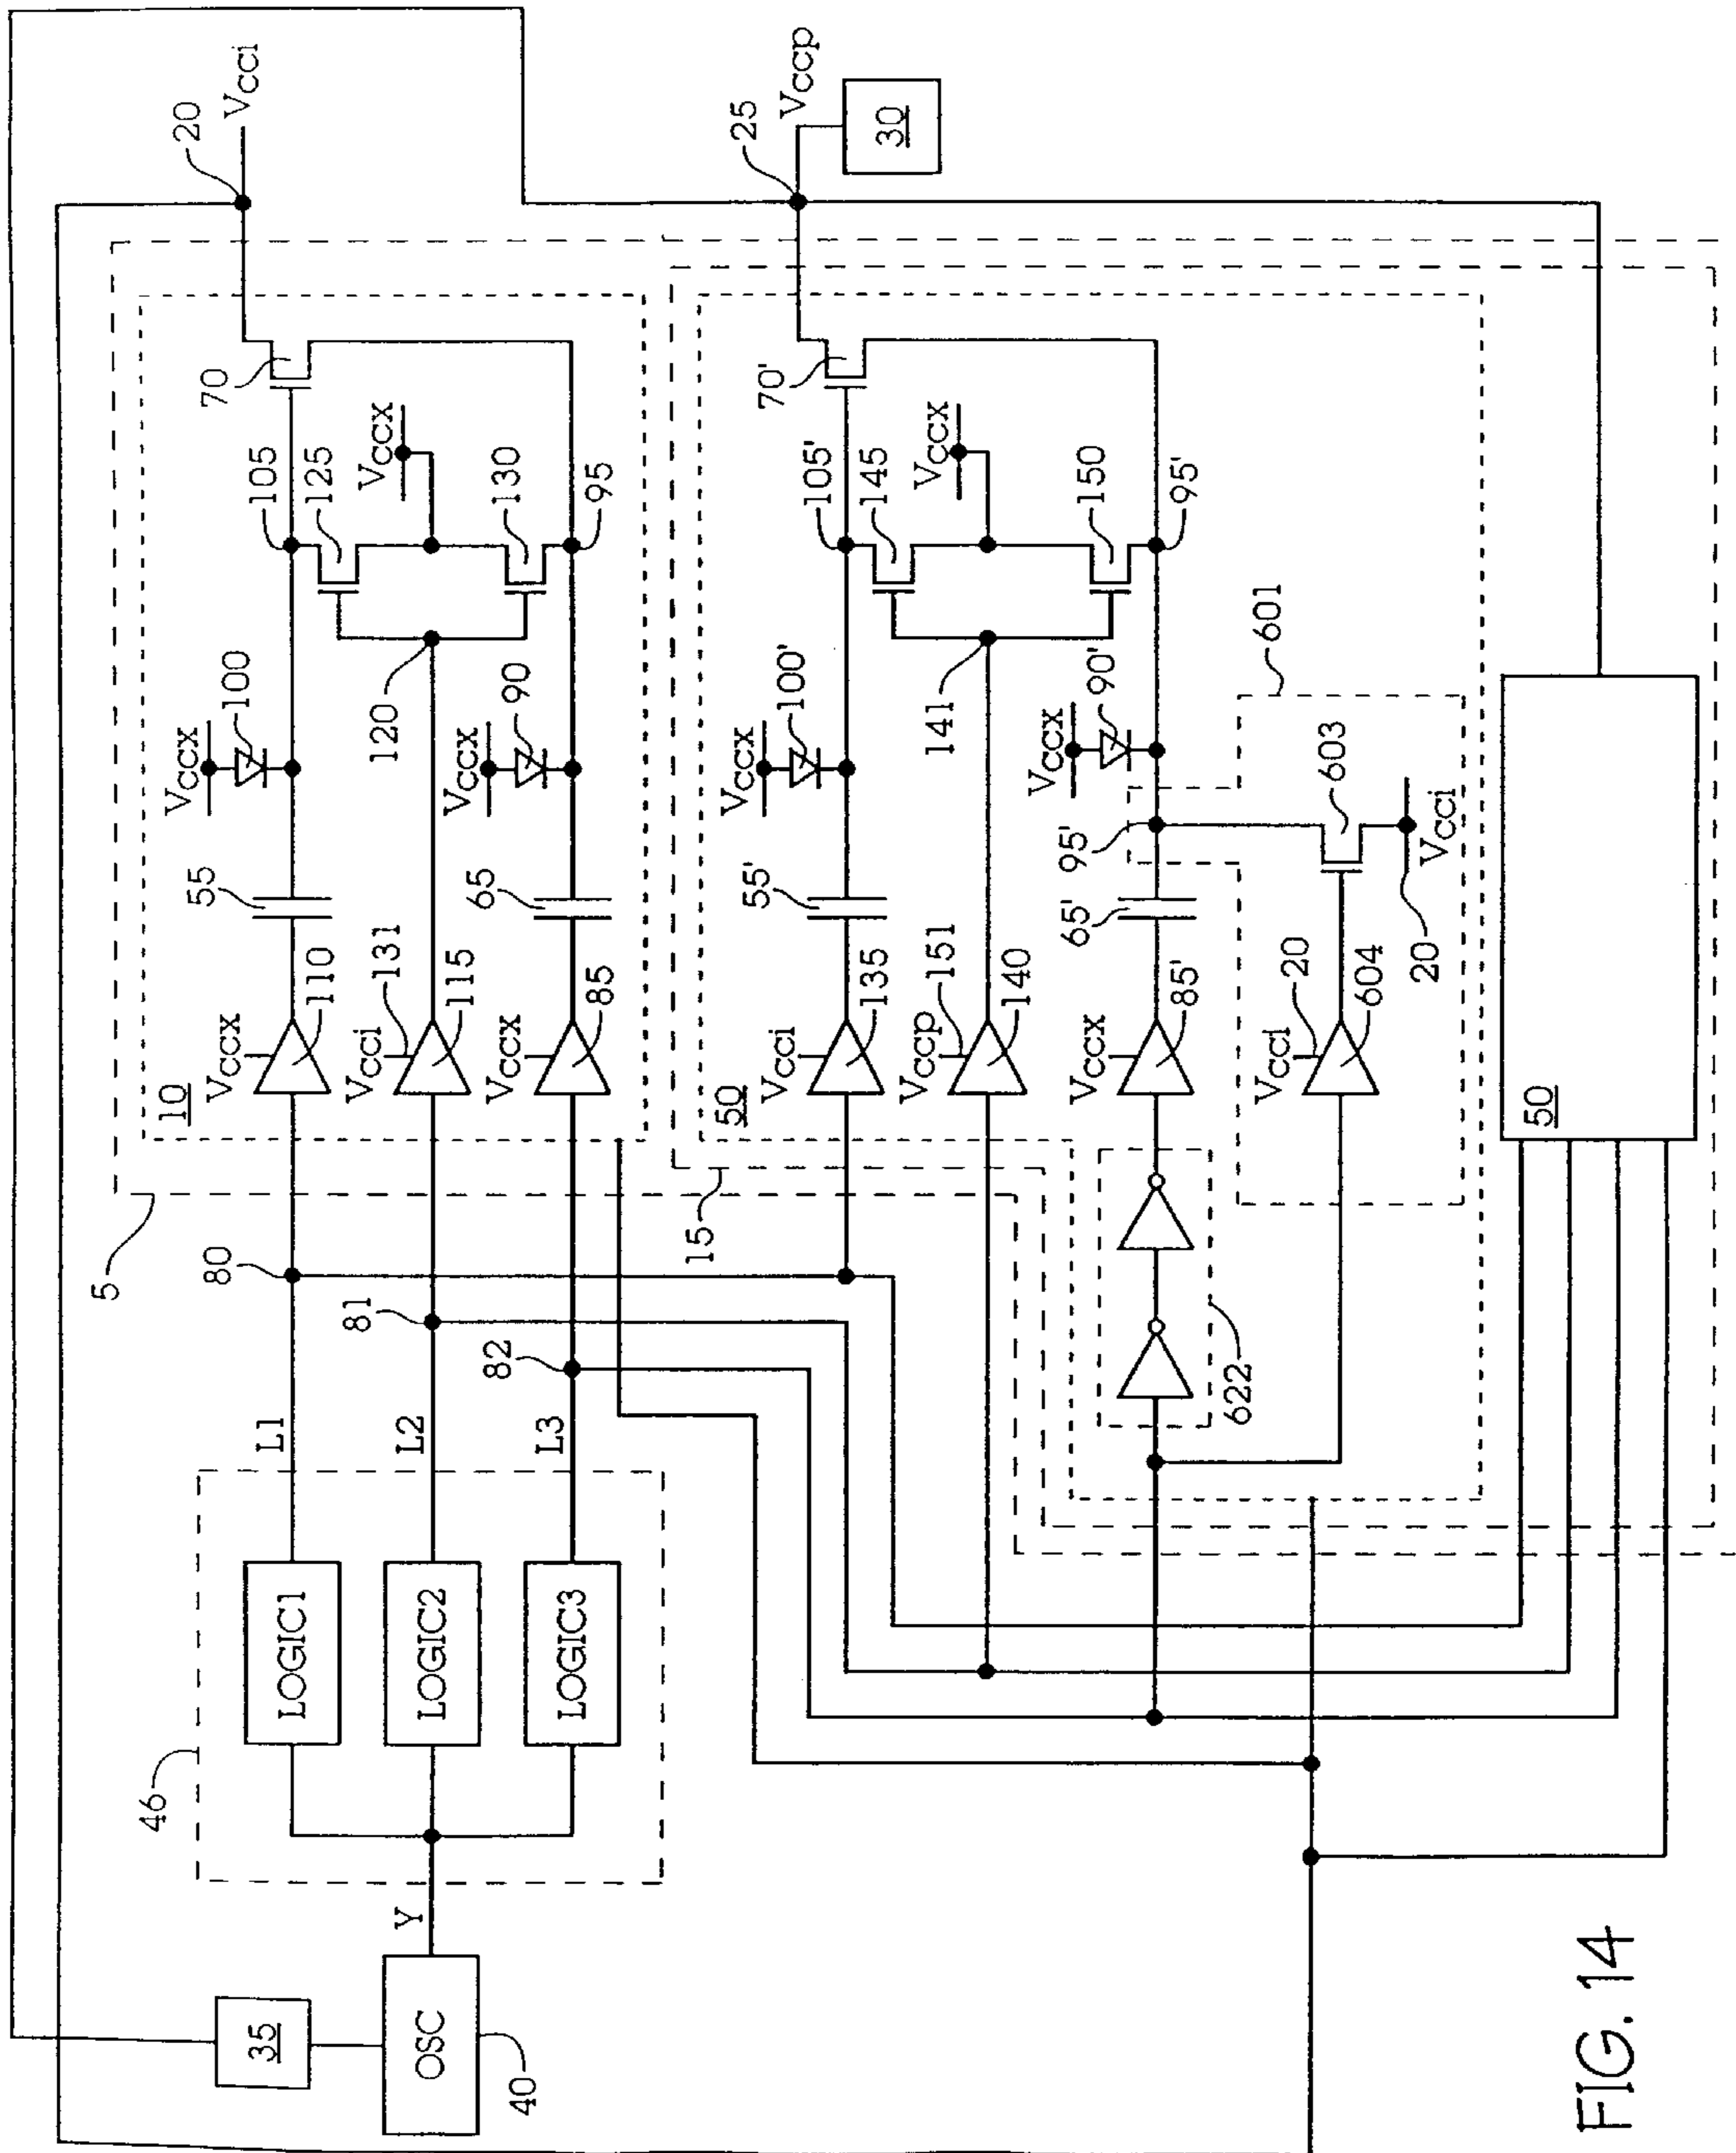 20
Vcci
25
Vccp
30
70
105
125
VCCX
130
95
VCCX
100
120
VCCX
90
55
65
VCCX
110
Vcci
131
115
VCCX
85
10
5
80
81
82
L1
L2
L3
46
LOGIC1
LOGIC2
LOGIC3
Y
35
OSC
40
70'
105'
145
VCCX
150
95'
601
VCCX
100'
141
VCCX
90'
603
95'
55'
65'
Vcci
20
Vcci
135
Vccp
151
140
VCCX
85'
Vcci
20
604
50
15
622
50
FIG. 14